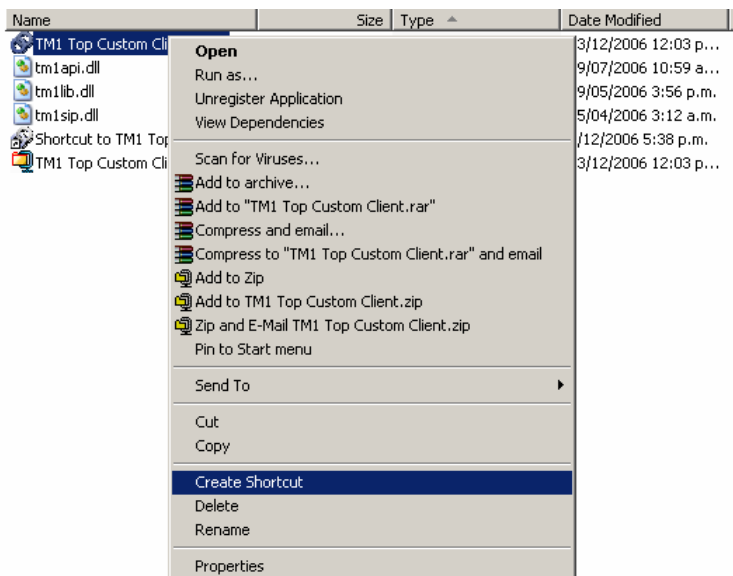 Name Size Type Date Modified
TM1 Top Custom Cli 3/12/2006 12:03 p...
tm1api.dll 9/07/2006 10:59 a...
tm1lib.dll 9/05/2006 3:56 p.m.
tm1sip.dll 5/04/2006 3:12 a.m.
Shortcut to TM1 Top /12/2006 5:38 p.m.
TM1 Top Custom Cli 3/12/2006 12:03 p...
Open
Run as...
Unregister Application
View Dependencies
Scan for Viruses...
Add to archive...
Add to "TM1 Top Custom Client.rar"
Compress and email...
Compress to "TM1 Top Custom Client.rar" and email
Add to Zip
Add to TM1 Top Custom Client.zip
Zip and E-Mail TM1 Top Custom Client.zip
Pin to Start menu
Send To
Cut
Copy
Create Shortcut
Delete
Rename
Properties